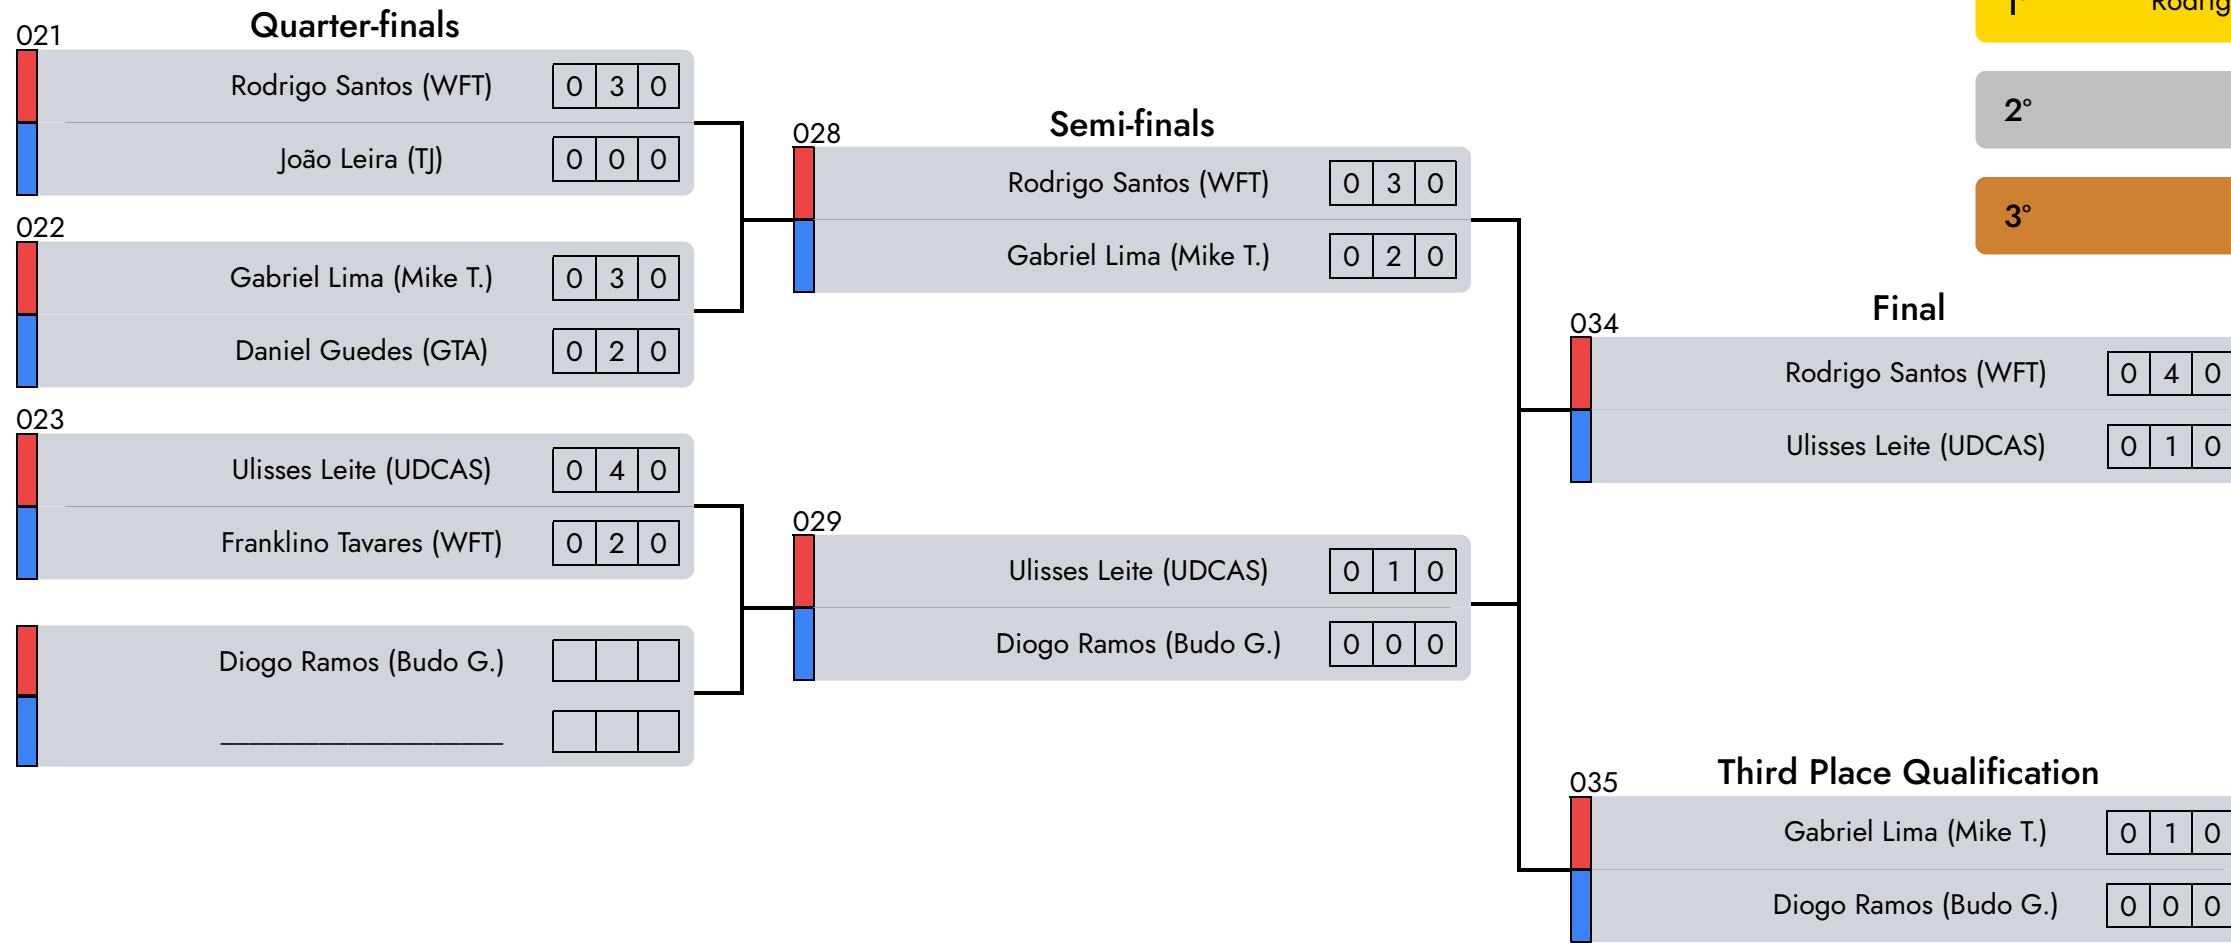 Quarter-finals
021
Rodrigo Santos (WFT) 0 3 0
João Leira (TJ) 0 0 0
022
Gabriel Lima (Mike T.) 0 3 0
Daniel Guedes (GTA) 0 2 0
023
Ulisses Leite (UDCAS) 0 4 0
Franklino Tavares (WFT) 0 2 0
Diogo Ramos (Budo G.)
Semi-finals
028
Rodrigo Santos (WFT) 0 3 0
Gabriel Lima (Mike T.) 0 2 0
029
Ulisses Leite (UDCAS) 0 1 0
Diogo Ramos (Budo G.) 0 0 0
1° Rodrig
2°
3°
Final
034
Rodrigo Santos (WFT) 0 4 0
Ulisses Leite (UDCAS) 0 1 0
Third Place Qualification
035
Gabriel Lima (Mike T.) 0 1 0
Diogo Ramos (Budo G.) 0 0 0